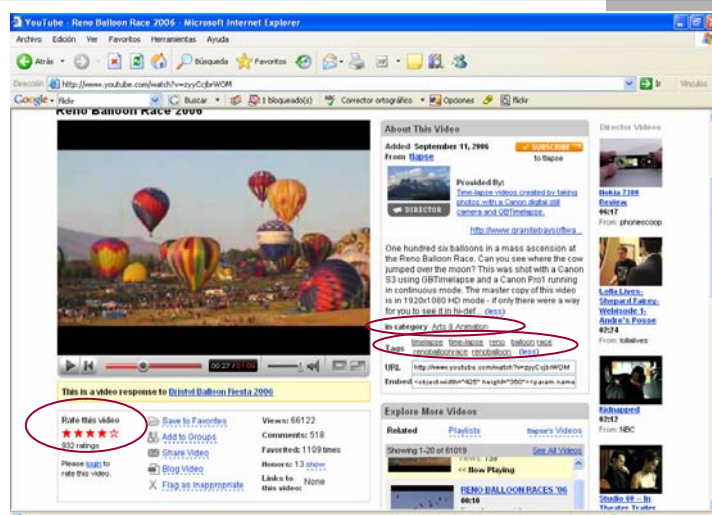 YouTube - Reno Balloon Race 2006 - Microsoft Internet Explorer
Archivo Edición Ver Favoritos Herramientas Ayuda
Atrás Búsqueda Favoritos
Dirección http://www.youtube.com/watch?v=zyyCcjbrWOM Ir Vínculos
Google flickr Buscar 1 bloqueado(s) Corrector ortográfico Opciones flickr
Reno Balloon Race 2006
00:27 / 01:06
This is a video response to Bristol Balloon Fiesta 2006
Rate this video
932 ratings
Please login to
rate this video.
Save to Favorites
Add to Groups
Share Video
Blog Video
Flag as Inappropriate
Views: 66122
Comments: 518
Favorited: 1109 times
Honors: 13 show
Links to this video: None
About This Video
Added September 11, 2006
From tlapse
SUBSCRIBE
to tlapse
DIRECTOR
Provided By:
Time-lapse videos created by taking
photos with a Canon digital still
camera and GBTimelapse.
http://www.granitebaysoftwa...
One hundred six balloons in a mass ascension at
the Reno Balloon Race. Can you see where the cow
jumped over the moon? This was shot with a Canon
S3 using GBTimelapse and a Canon Pro1 running
in continuous mode. The master copy of this video
is in 1920x1080 HD mode - if only there were a way
for you to see it in hi-def... (less)
in category Arts & Animation
Tags timelapse time-lapse reno balloon race
renoballoonrace renoballoon (less)
URL http://www.youtube.com/watch?v=zyyCcjbrWOM
Embed <object width="425" height="350"><param name
Explore More Videos
Related Playlists tlapse's Videos
Showing 1-20 of 61019 See All Videos
Views: 138
<< Now Playing
RENO BALLOON RACES '06
00:10
Director Videos
Nokia 7380
Review
06:17
From: phonescoop
Lolla Lives-
Shepard Fairey-
Webisode 1-
Andre's Posse
02:24
From: lollalives
Kidnapped
02:12
From: NBC
Studio 60 -- In
Theater Trailer